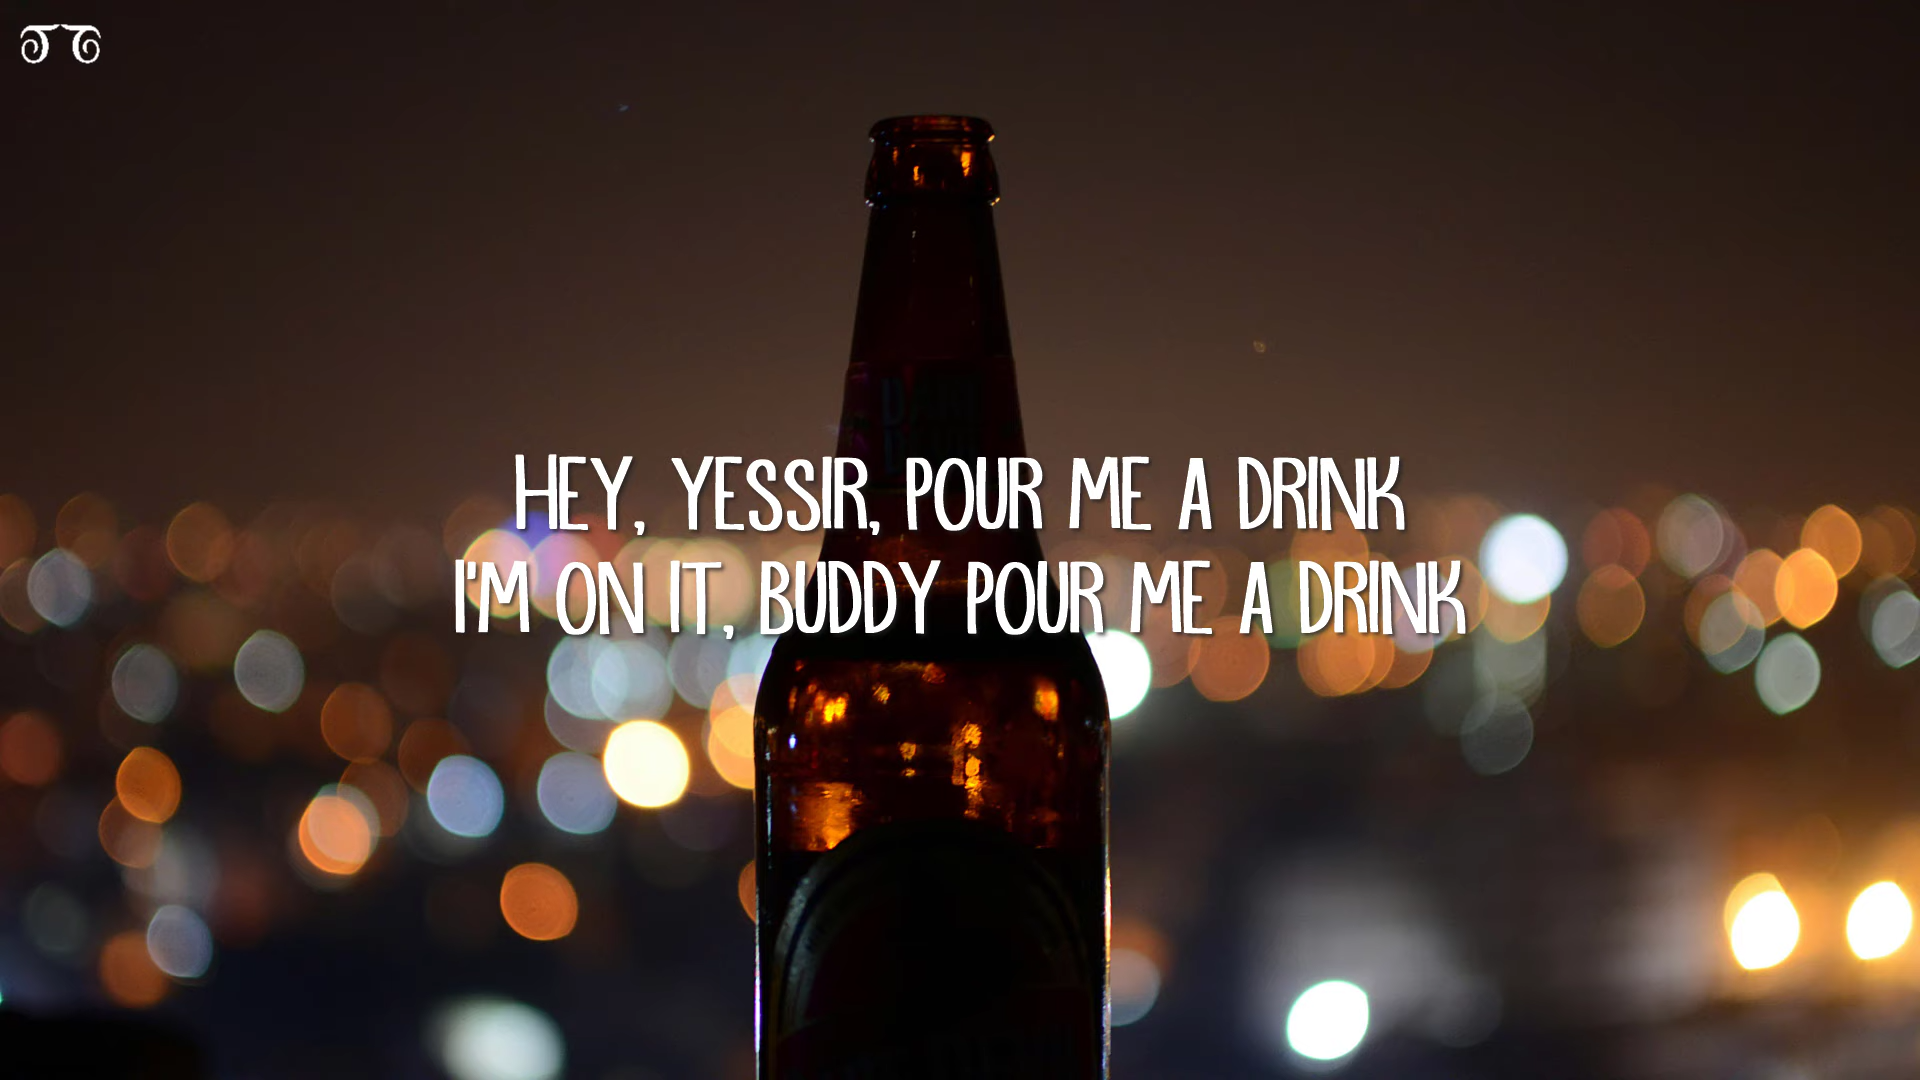 HEY, YESSIR, POUR ME A DRINK
I'M ON IT, BUDDY POUR ME A DRINK